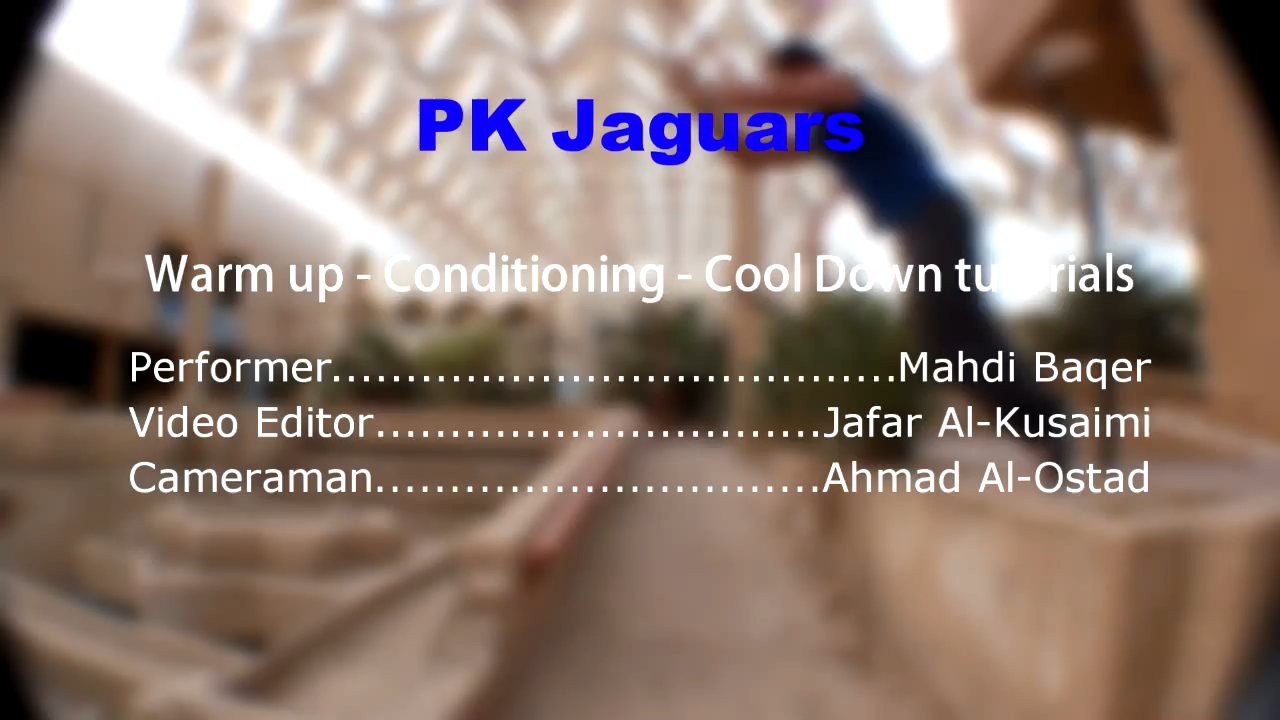 PK Jaguars
Warm up - Conditioning - Cool Down tutorials
Performer......................................Mahdi Baqer
Video Editor..............................Jafar Al-Kusaimi
Cameraman..............................Ahmad Al-Ostad